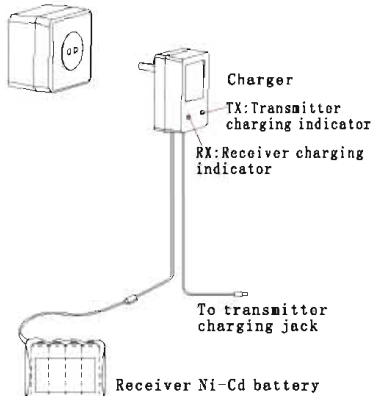 Charger
TX:Transmitter
charging indicator
RX:Receiver charging
indicator
To transmitter
charging jack
Receiver Ni-Cd battery